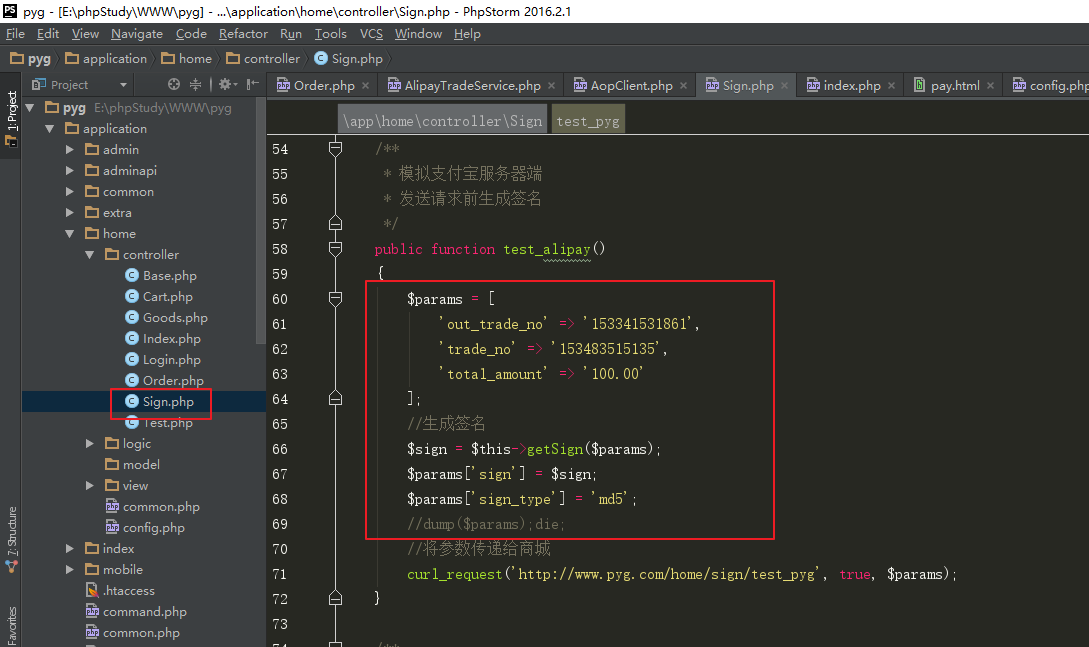 pyg - [E:\phpStudy\WWW\pyg] - ...\application\home\controller\Sign.php - PhpStorm 2016.2.1
File Edit View Navigate Code Refactor Run Tools VCS Window Help
pyg application home controller Sign.php
Project
Order.php AlipayTradeService.php AopClient.php Sign.php index.php pay.html config.php
1: Project
7: Structure
Favorites
pyg E:\phpStudy\WWW\pyg
application
admin
adminapi
common
extra
home
controller
Base.php
Cart.php
Goods.php
Index.php
Login.php
Order.php
Sign.php
Test.php
logic
model
view
common.php
config.php
index
mobile
.htaccess
command.php
common.php
\app\home\controller\Sign test_pyg
54 /**
55 * 模拟支付宝服务器端
56 * 发送请求前生成签名
57 */
58 public function test_alipay()
59 {
60 $params = [
61 'out_trade_no' => '153341531861',
62 'trade_no' => '153483515135',
63 'total_amount' => '100.00'
64 ];
65 //生成签名
66 $sign = $this->getSign($params);
67 $params['sign'] = $sign;
68 $params['sign_type'] = 'md5';
69 //dump($params);die;
70 //将参数传递给商城
71 curl_request('http://www.pyg.com/home/sign/test_pyg', true, $params);
72 }
73
74 /**